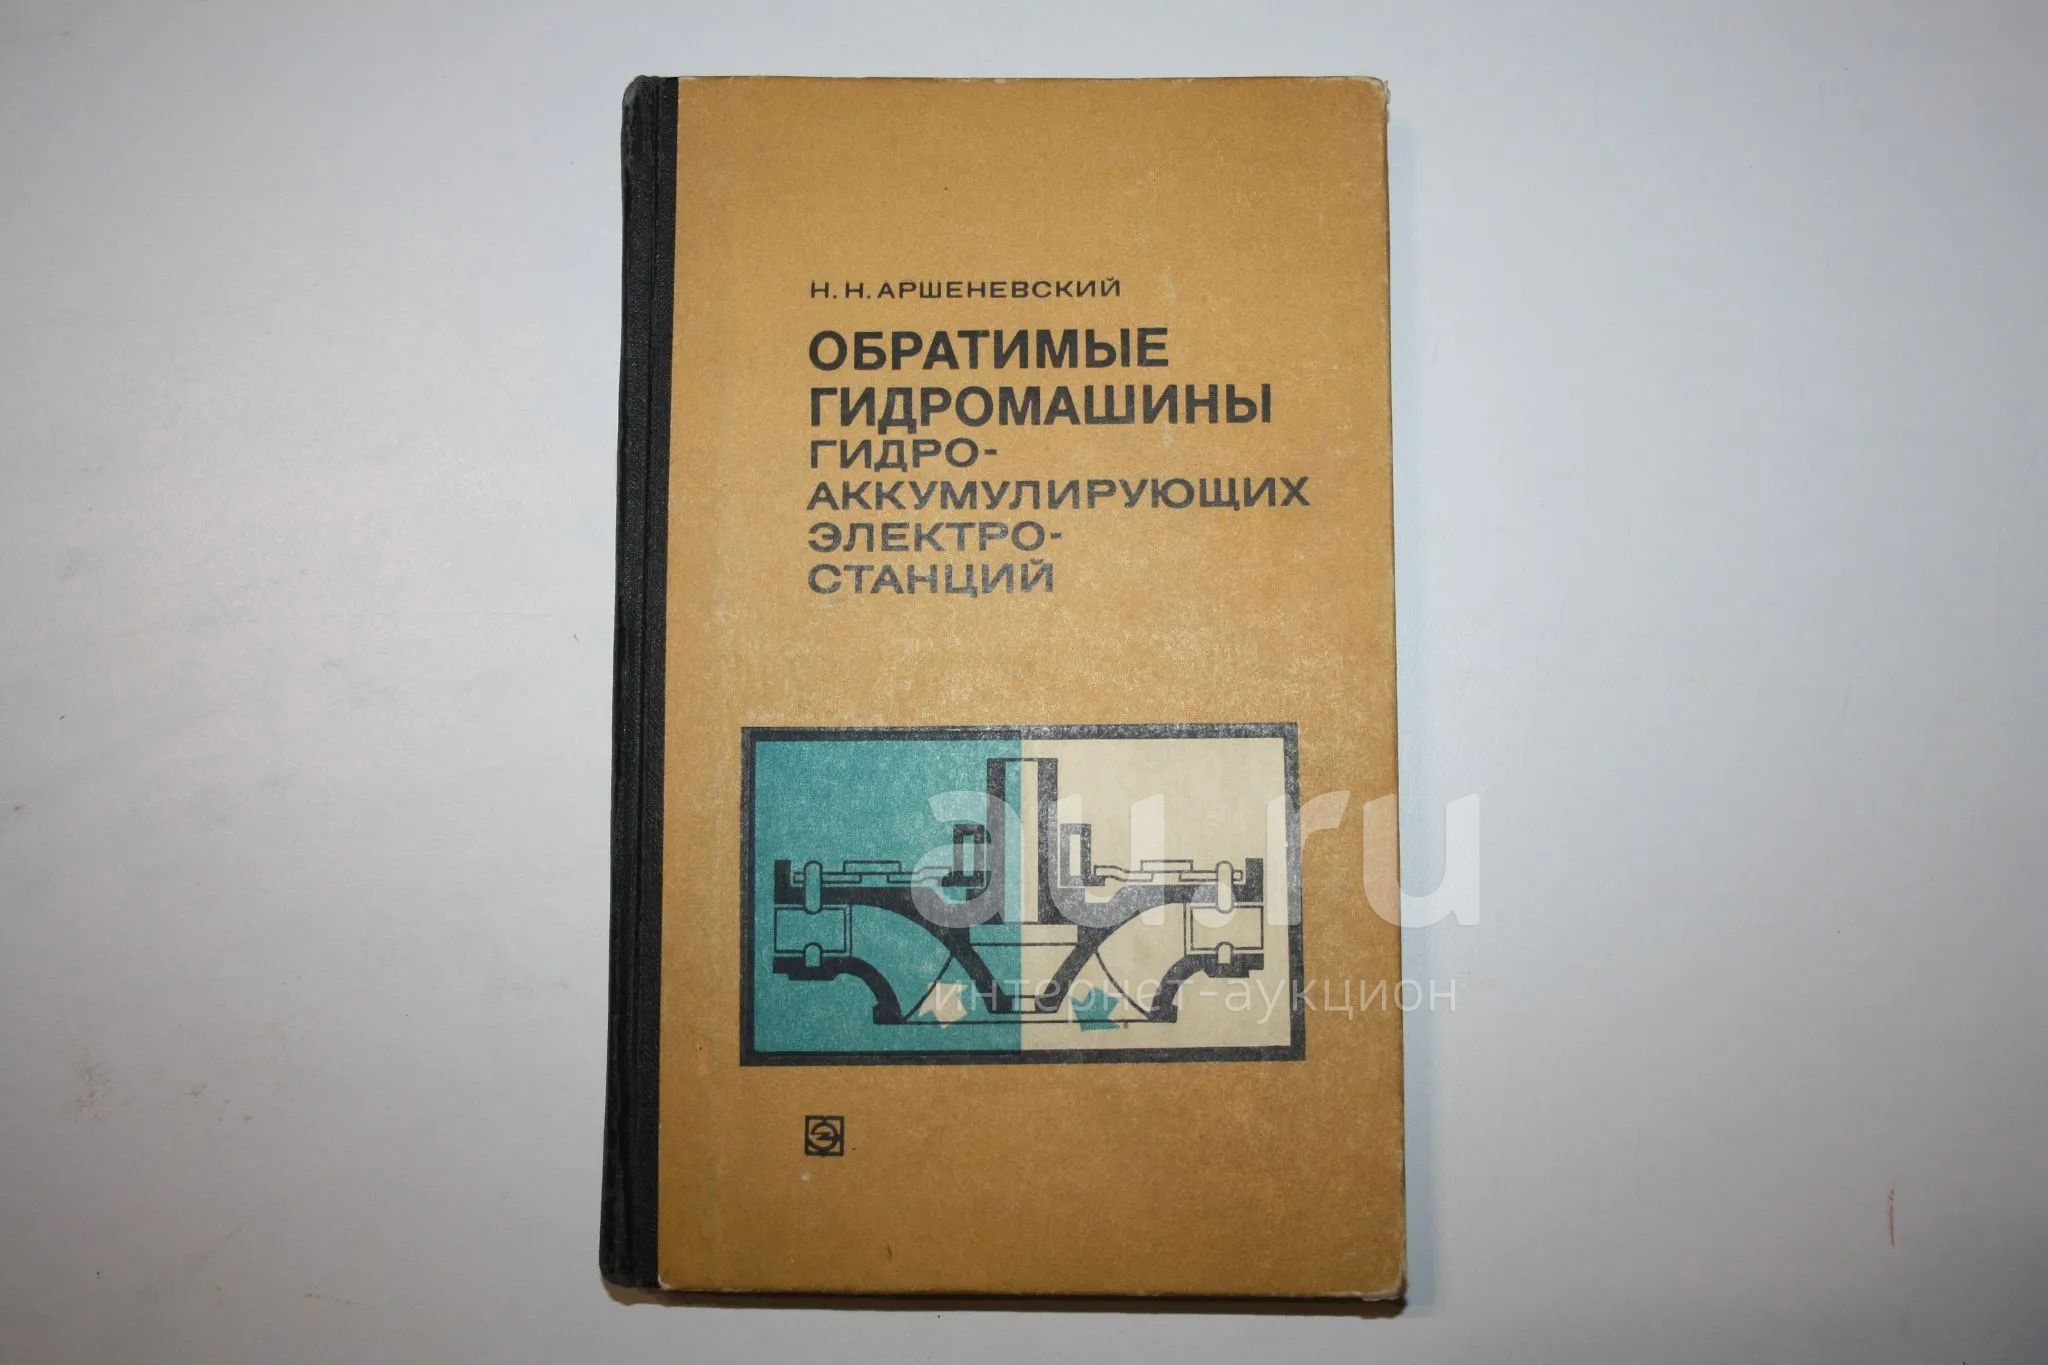 Н. Н. АРШЕНЕВСКИЙ
ОБРАТИМЫЕ
ГИДРОМАШИНЫ
ГИДРО-
АККУМУЛИРУЮЩИХ
ЭЛЕКТРО-
СТАНЦИЙ
au.ru
интернет-аукцион